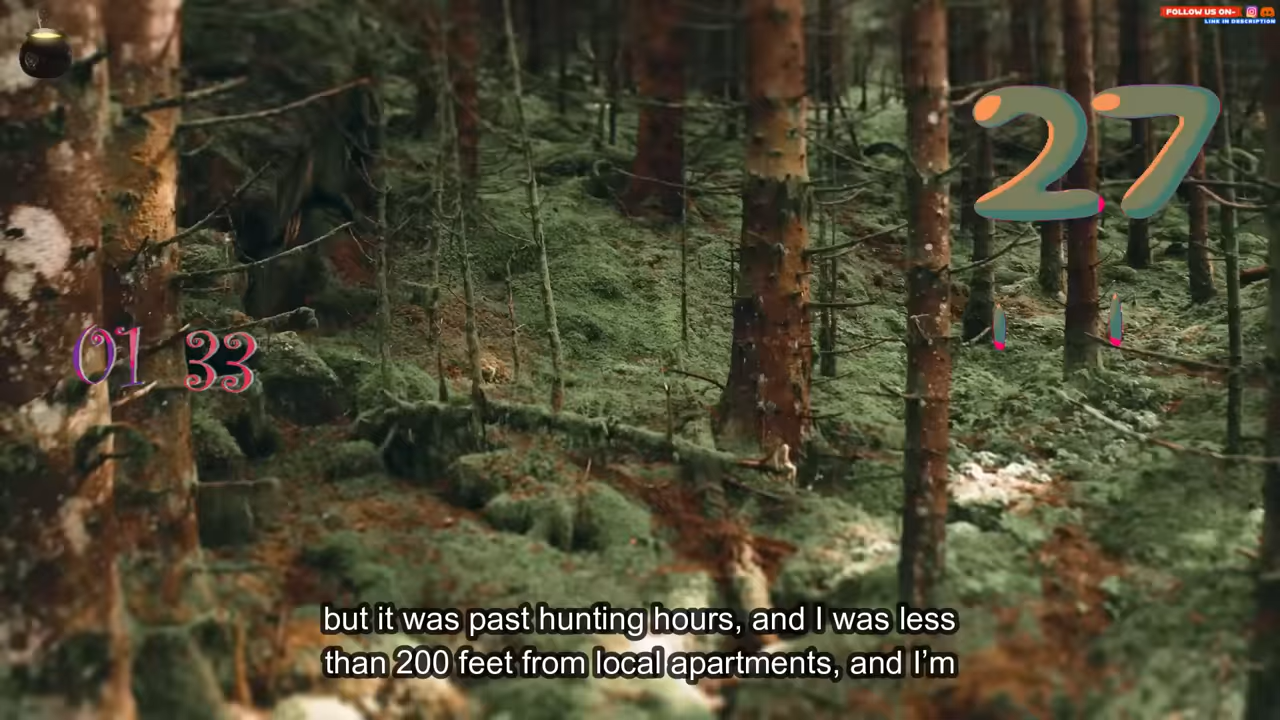 FOLLOW US ON-
LINK IN DESCRIPTION
27
01 33
but it was past hunting hours, and I was less
than 200 feet from local apartments, and I'm